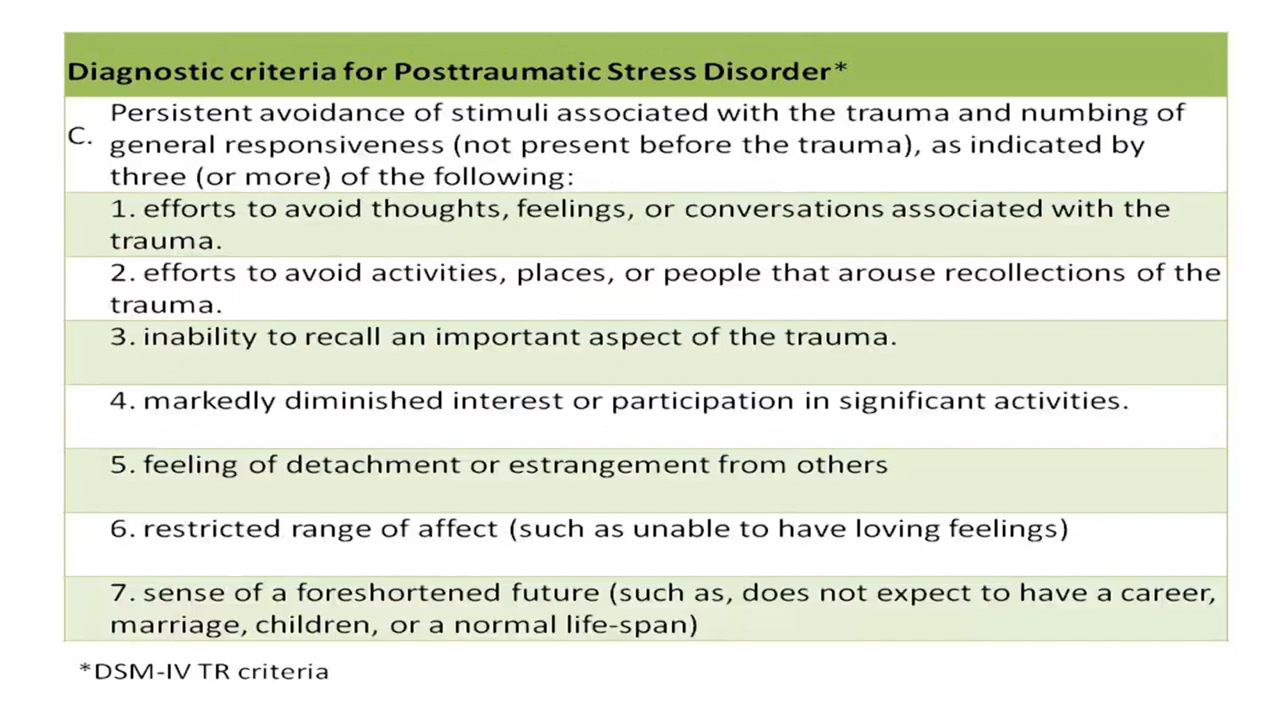 Diagnostic criteria for Posttraumatic Stress Disorder*
C. Persistent avoidance of stimuli associated with the trauma and numbing of
general responsiveness (not present before the trauma), as indicated by
three (or more) of the following:
1. efforts to avoid thoughts, feelings, or conversations associated with the
trauma.
2. efforts to avoid activities, places, or people that arouse recollections of the
trauma.
3. inability to recall an important aspect of the trauma.
4. markedly diminished interest or participation in significant activities.
5. feeling of detachment or estrangement from others
6. restricted range of affect (such as unable to have loving feelings)
7. sense of a foreshortened future (such as, does not expect to have a career,
marriage, children, or a normal life-span)
*DSM-IV TR criteria